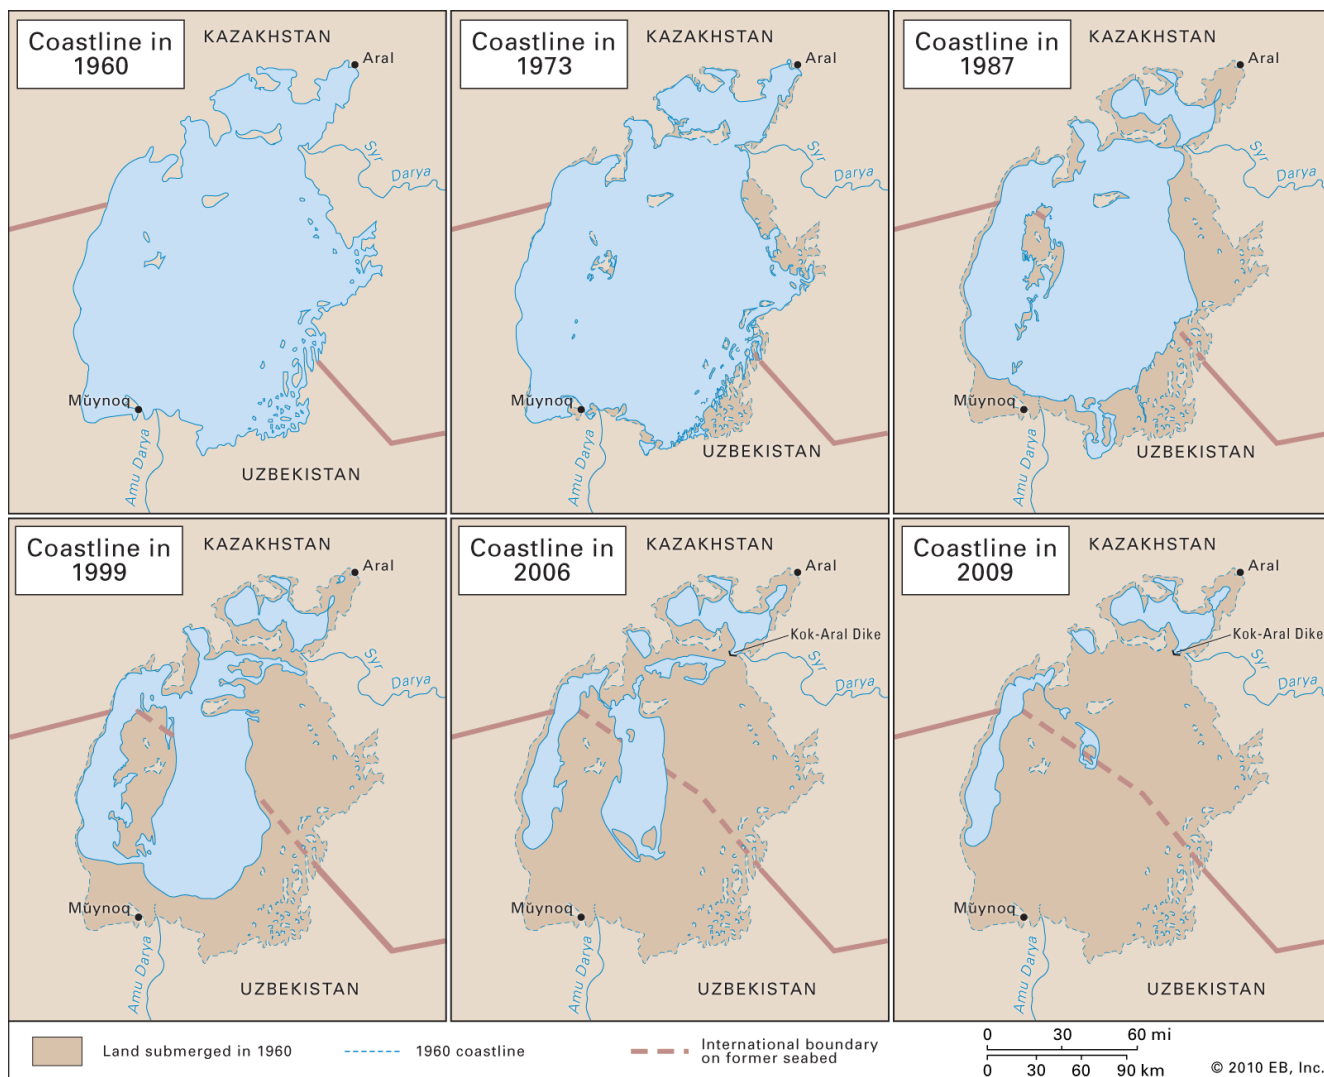 Coastline in
1960
KAZAKHSTAN
Aral
Syr
Darya
Mŭynoq
Amu Darya
UZBEKISTAN
Coastline in
1973
KAZAKHSTAN
Aral
Syr
Darya
Mŭynoq
Amu Darya
UZBEKISTAN
Coastline in
1987
KAZAKHSTAN
Aral
Syr
Darya
Mŭynoq
Amu Darya
UZBEKISTAN
Coastline in
1999
KAZAKHSTAN
Aral
Syr
Darya
Mŭynoq
Amu Darya
UZBEKISTAN
Coastline in
2006
KAZAKHSTAN
Aral
Kok-Aral Dike
Syr
Darya
Mŭynoq
Amu Darya
UZBEKISTAN
Coastline in
2009
KAZAKHSTAN
Aral
Kok-Aral Dike
Syr
Darya
Mŭynoq
Amu Darya
UZBEKISTAN
Land submerged in 1960
1960 coastline
International boundary
on former seabed
0 30 60 mi
0 30 60 90 km
© 2010 EB, Inc.